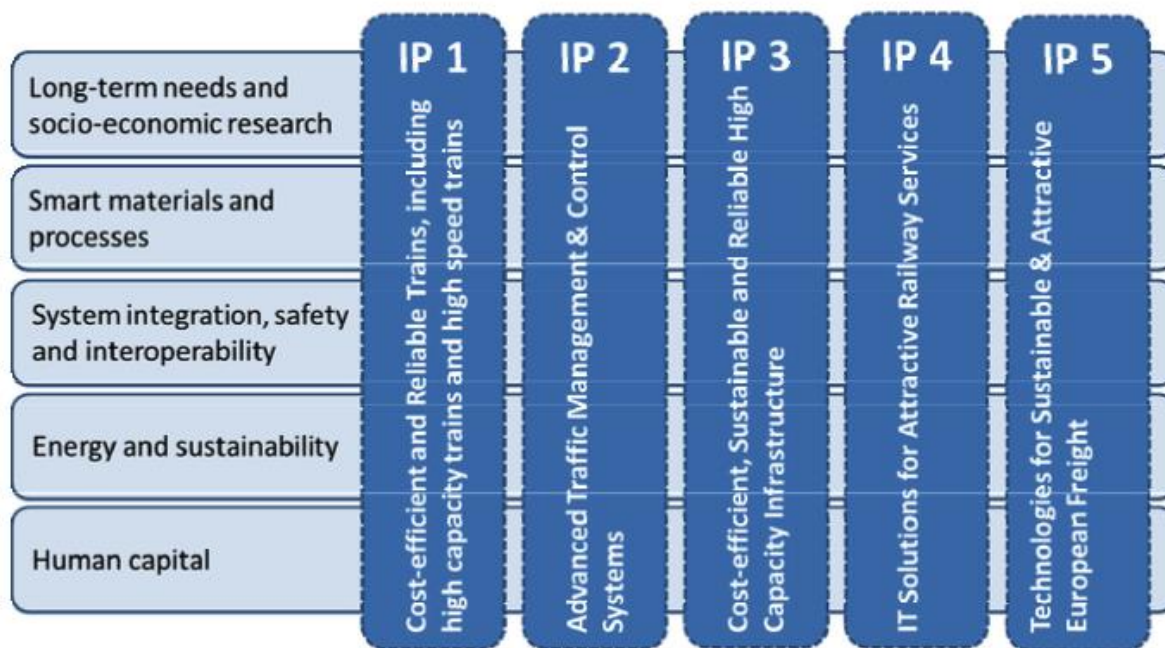 Long-term needs and
socio-economic research
Smart materials and
processes
System integration, safety
and interoperability
Energy and sustainability
Human capital
IP 1
Cost-efficient and Reliable Trains, including
high capacity trains and high speed trains
IP 2
Advanced Traffic Management & Control
Systems
IP 3
Cost-efficient, Sustainable and Reliable High
Capacity Infrastructure
IP 4
IT Solutions for Attractive Railway Services
IP 5
Technologies for Sustainable & Attractive
European Freight